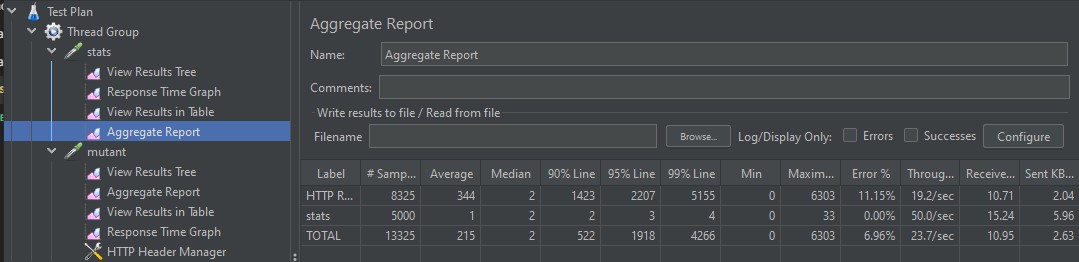 Test Plan
Thread Group
stats
View Results Tree
Response Time Graph
View Results in Table
Aggregate Report
mutant
View Results Tree
Aggregate Report
View Results in Table
Response Time Graph
HTTP Header Manager
Aggregate Report
Name: Aggregate Report
Comments:
Write results to file / Read from file
Filename Browse... Log/Display Only: Errors Successes Configure
Label # Samp... Average Median 90% Line 95% Line 99% Line Min Maxim... Error % Throug... Receive... Sent KB...
HTTP R... 8325 344 2 1423 2207 5155 0 6303 11.15% 19.2/sec 10.71 2.04
stats 5000 1 2 2 3 4 0 33 0.00% 50.0/sec 15.24 5.96
TOTAL 13325 215 2 522 1918 4266 0 6303 6.96% 23.7/sec 10.95 2.63